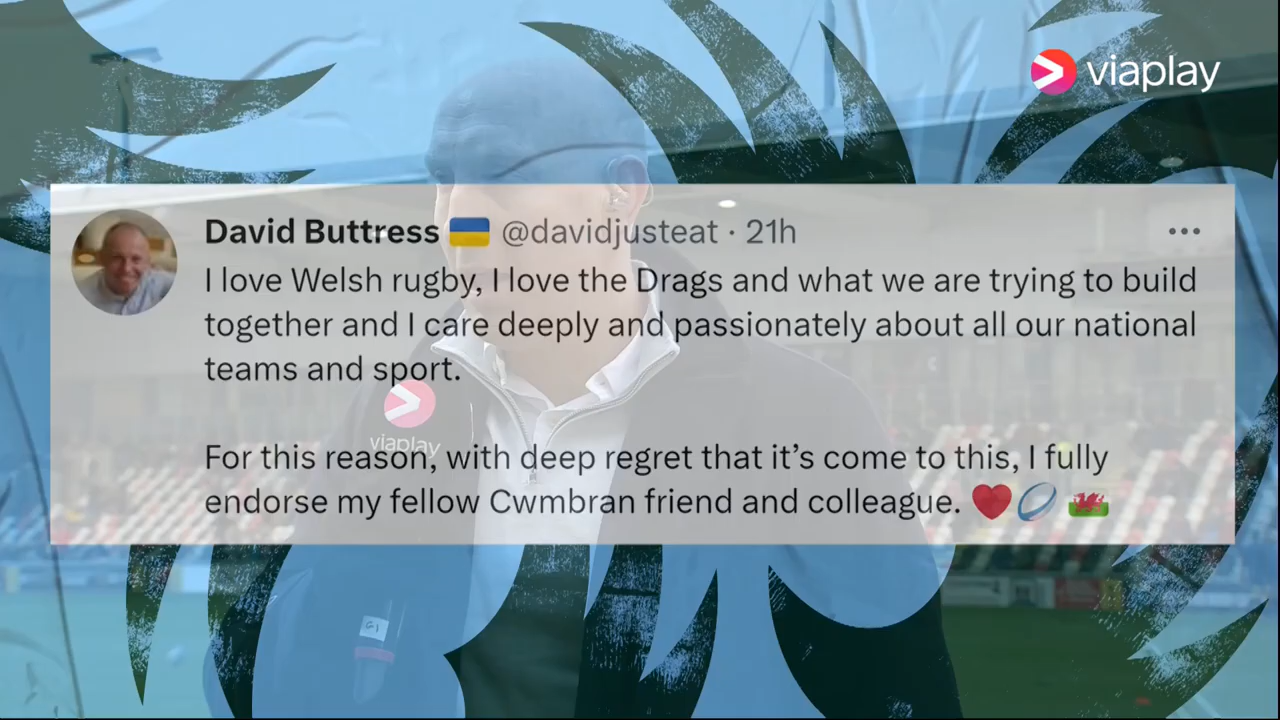 viaplay
David Buttress 🇺🇦 @davidjusteat · 21h
I love Welsh rugby, I love the Drags and what we are trying to build
together and I care deeply and passionately about all our national
teams and sport.
viaplay
For this reason, with deep regret that it’s come to this, I fully
endorse my fellow Cwmbran friend and colleague. ❤️🏉 🏴󠁧󠁢󠁷󠁬󠁳󠁿
G1